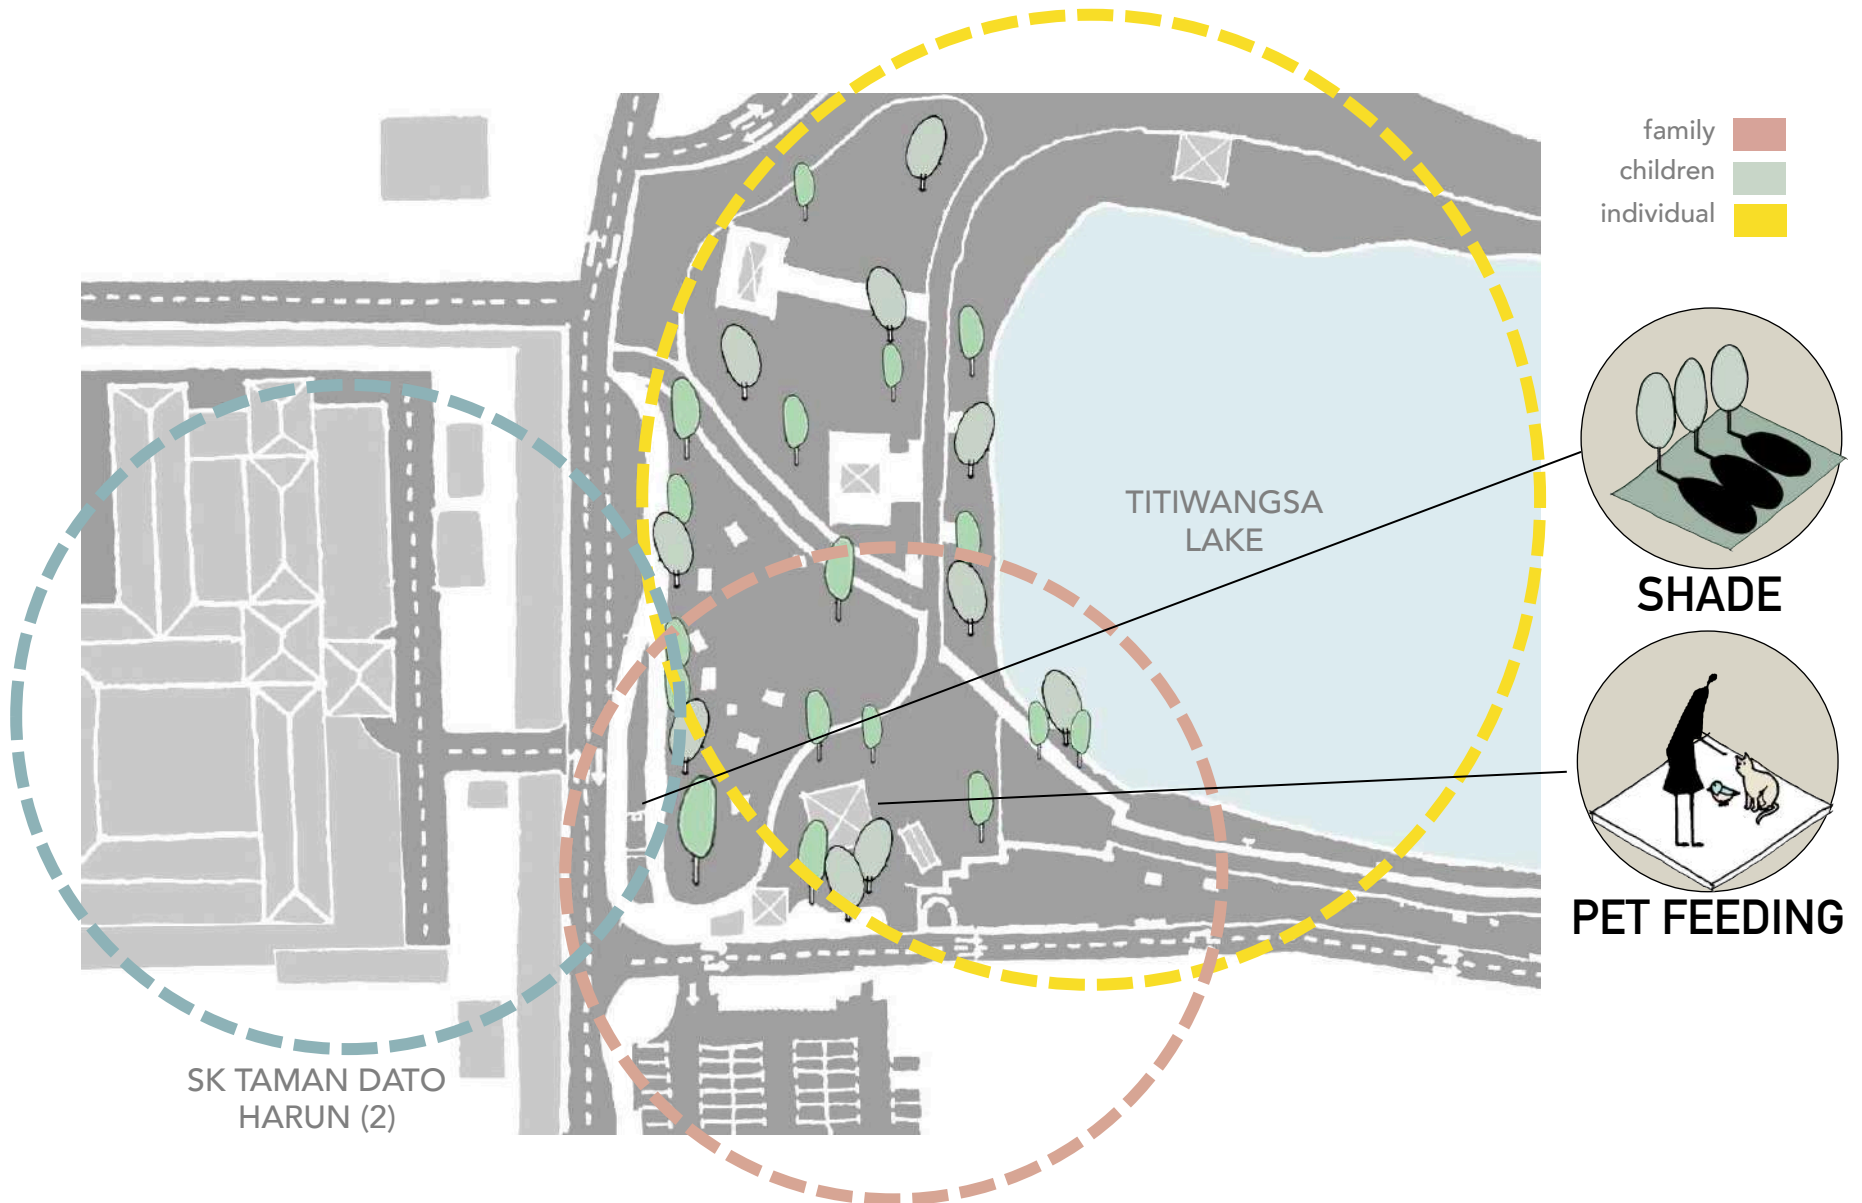 family
children
individual
TITIWANGSA
LAKE
SHADE
PET FEEDING
SK TAMAN DATO
HARUN (2)